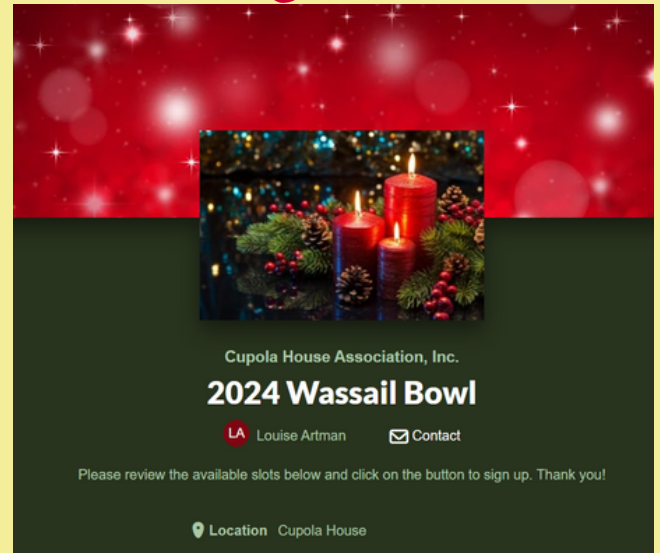 Cupola House Association, Inc.
2024 Wassail Bowl
LA Louise Artman Contact
Please review the available slots below and click on the button to sign up. Thank you!
Location Cupola House